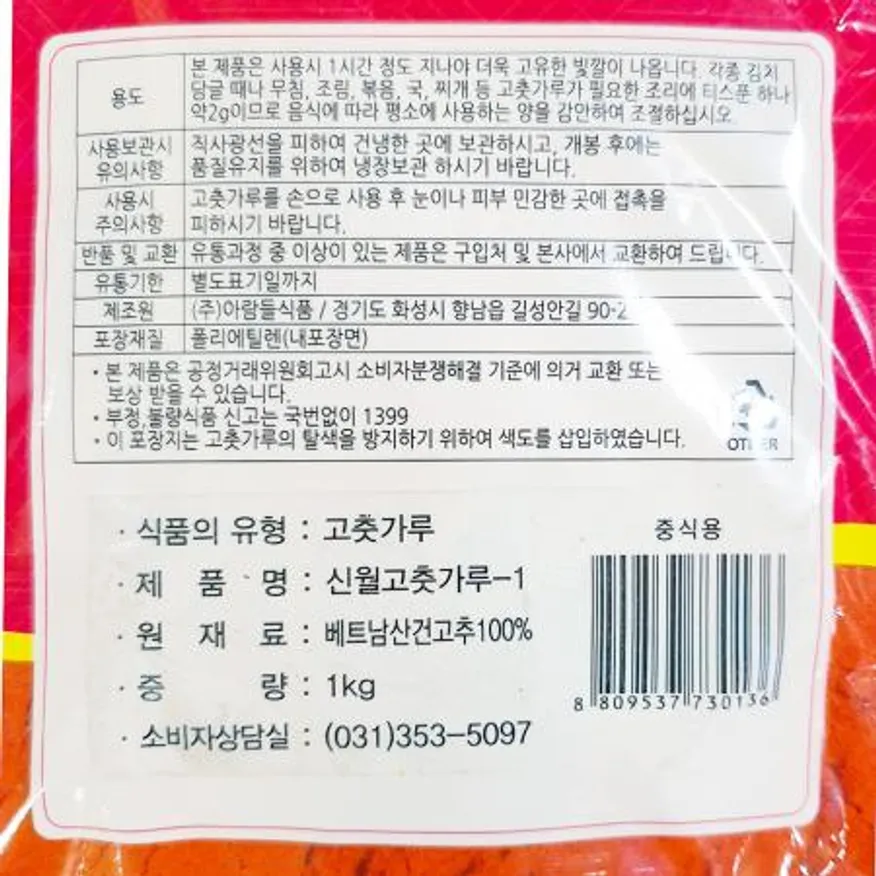 용도
본 제품은 사용시 1시간 정도 지나야 더욱 고유한 빛깔이 나옵니다. 각종 김치
담글 때나 무침, 조림, 볶음, 국, 찌개 등 고춧가루가 필요한 조리에 티스푼 하나
약2g이므로 음식에 따라 평소에 사용하는 양을 감안하여 조절하십시오.
사용보관시
유의사항
직사광선을 피하여 건냉한 곳에 보관하시고, 개봉 후에는
품질유지를 위하여 냉장보관 하시기 바랍니다.
사용시
주의사항
고춧가루를 손으로 사용 후 눈이나 피부 민감한 곳에 접촉을
피하시기 바랍니다.
반품 및 교환 유통과정 중 이상이 있는 제품은 구입처 및 본사에서 교환하여 드립니다.
유통기한 별도표기일까지
제조원 (주)아람들식품 / 경기도 화성시 향남읍 길성안길 90-2
포장재질 폴리에틸렌(내포장면)
• 본 제품은 공정거래위원회고시 소비자분쟁해결 기준에 의거 교환 또는
보상 받을 수 있습니다.
• 부정,불량식품 신고는 국번없이 1399
• 이 포장지는 고춧가루의 탈색을 방지하기 위하여 색도를 삽입하였습니다.
OTHER
· 식품의 유형 : 고춧가루
· 제 품 명 : 신월고춧가루-1
· 원 재 료 : 베트남산건고추100%
· 중 량 : 1kg
· 소비자상담실 : (031)353-5097
중식용
8 809537 730136